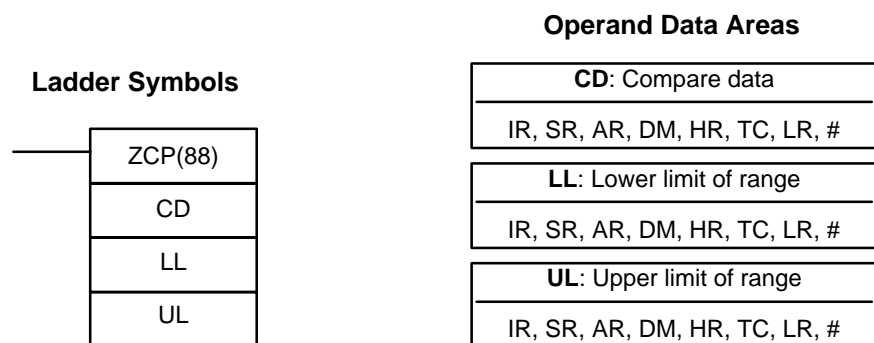 Ladder Symbols
ZCP(88)
CD
LL
UL
Operand Data Areas
CD: Compare data
IR, SR, AR, DM, HR, TC, LR, #
LL: Lower limit of range
IR, SR, AR, DM, HR, TC, LR, #
UL: Upper limit of range
IR, SR, AR, DM, HR, TC, LR, #